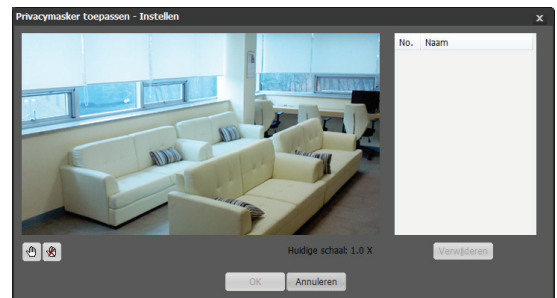 Privacymasker toepassen - Instellen x
No. Naam
Huidige schaal: 1.0 X
Verwijderen
OK Annuleren